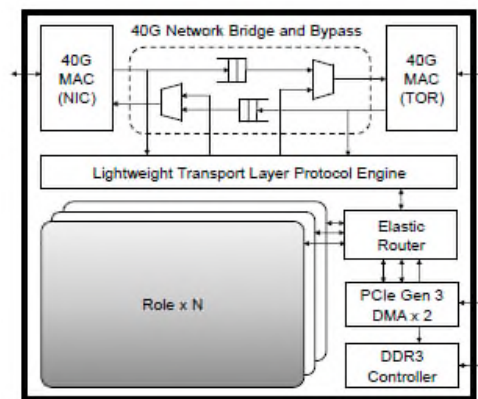 40G Network Bridge and Bypass
40G
MAC
(NIC)
40G
MAC
(TOR)
Lightweight Transport Layer Protocol Engine
Elastic
Router
Role x N
PCIe Gen 3
DMA x 2
DDR3
Controller